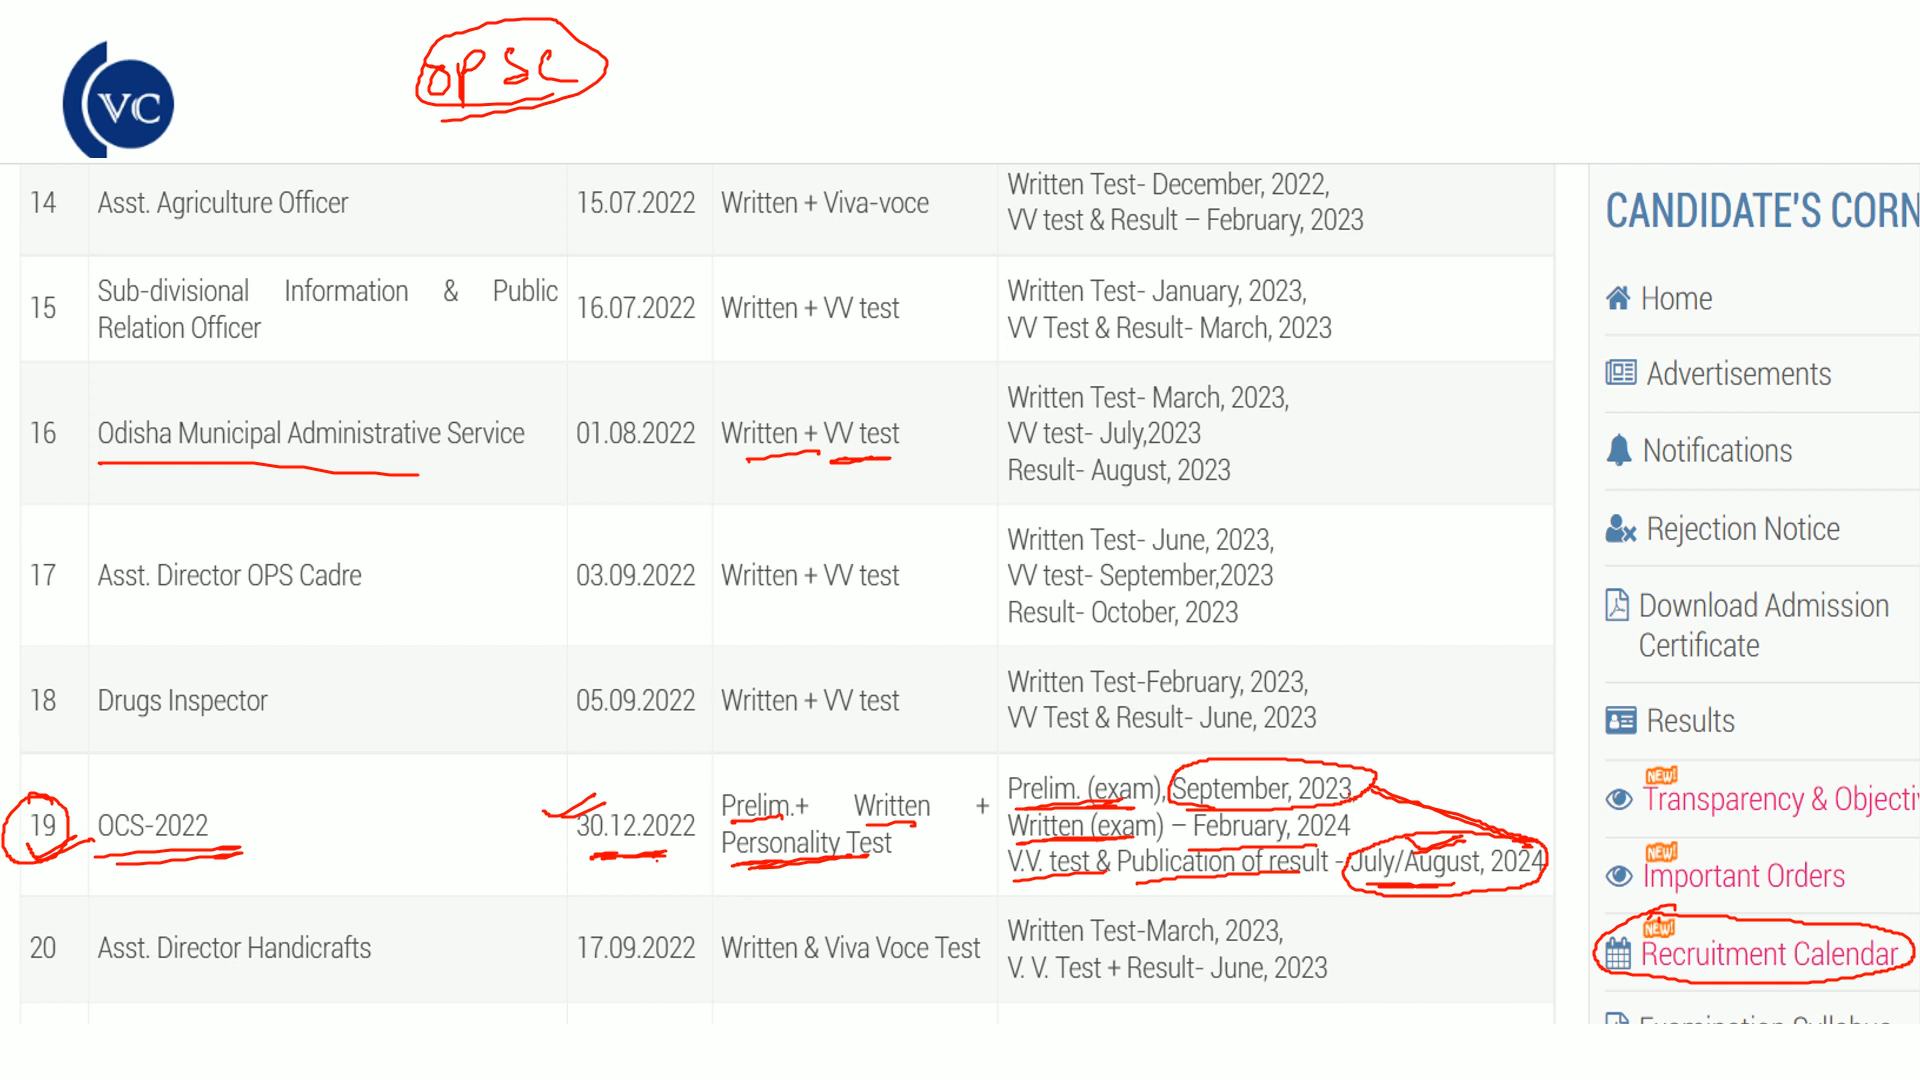 OPSC
VC
14 Asst. Agriculture Officer 15.07.2022 Written + Viva-voce Written Test- December, 2022,
VV test & Result – February, 2023
15 Sub-divisional Information & Public Relation Officer 16.07.2022 Written + VV test Written Test- January, 2023,
VV Test & Result- March, 2023
16 Odisha Municipal Administrative Service 01.08.2022 Written + VV test Written Test- March, 2023,
VV test- July,2023
Result- August, 2023
17 Asst. Director OPS Cadre 03.09.2022 Written + VV test Written Test- June, 2023,
VV test- September,2023
Result- October, 2023
18 Drugs Inspector 05.09.2022 Written + VV test Written Test-February, 2023,
VV Test & Result- June, 2023
19 OCS-2022 30.12.2022 Prelim.+ Written + Personality Test Prelim. (exam), September, 2023
Written (exam) – February, 2024
V.V. test & Publication of result - July/August, 2024
20 Asst. Director Handicrafts 17.09.2022 Written & Viva Voce Test Written Test-March, 2023,
V. V. Test + Result- June, 2023
CANDIDATE'S CORN
Home
Advertisements
Notifications
Rejection Notice
Download Admission
Certificate
Results
NEW!
Transparency & Objecti
NEW!
Important Orders
NEW!
Recruitment Calendar